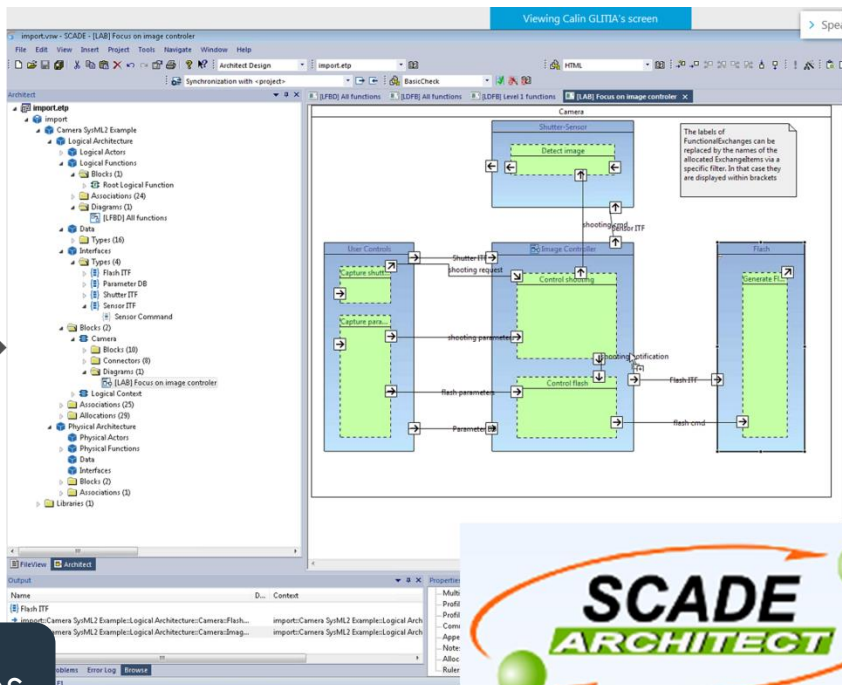 Viewing Calin GLITIA's screen
Spea
import.vsw - SCADE - [LAB] Focus on image controler
File Edit View Insert Project Tools Navigate Window Help
Architect Design
import.etp
HTML
Synchronization with <project>
BasicCheck
Architect
[LFBD] All functions
[LDFB] All functions
[LDFB] Level 1 functions
[LAB] Focus on image controler
import.etp
import
Camera SysML2 Example
Logical Architecture
Logical Actors
Logical Functions
Blocks (1)
Root Logical Function
Associations (24)
Diagrams (1)
[LFBD] All functions
Data
Types (16)
Interfaces
Types (4)
Flash ITF
Parameter DB
Shutter ITF
Sensor ITF
Sensor Command
Blocks (2)
Camera
Blocks (10)
Connectors (8)
Diagrams (1)
[LAB] Focus on image controler
Logical Context
Associations (25)
Allocations (29)
Physical Architecture
Physical Actors
Physical Functions
Data
Interfaces
Blocks (2)
Associations (1)
Libraries (1)
FileView
Architect
Camera
Shutter-Sensor
Detect image
The labels of
FunctionalExchanges can be
replaced by the names of the
allocated ExchangeItems via a
specific filter. In that case they
are displayed within brackets
shooting cmd
Sensor ITF
User Controls
Capture shutt...
Capture para...
Shutter ITF
shooting request
shooting parameter
flash parameters
Image Controller
Control shooting
shooting notification
Control flash
Flash ITF
flash cmd
Flash
Generate Fl...
Output
Name
D...
Context
Flash ITF
import::Camera SysML2 Example::Logical Architecture::Camera::Flash...
import::Camera SysML2 Example::Logical Arch
import::Camera SysML2 Example::Logical Arch
Error Log
Browse
SCADE
ARCHITECT